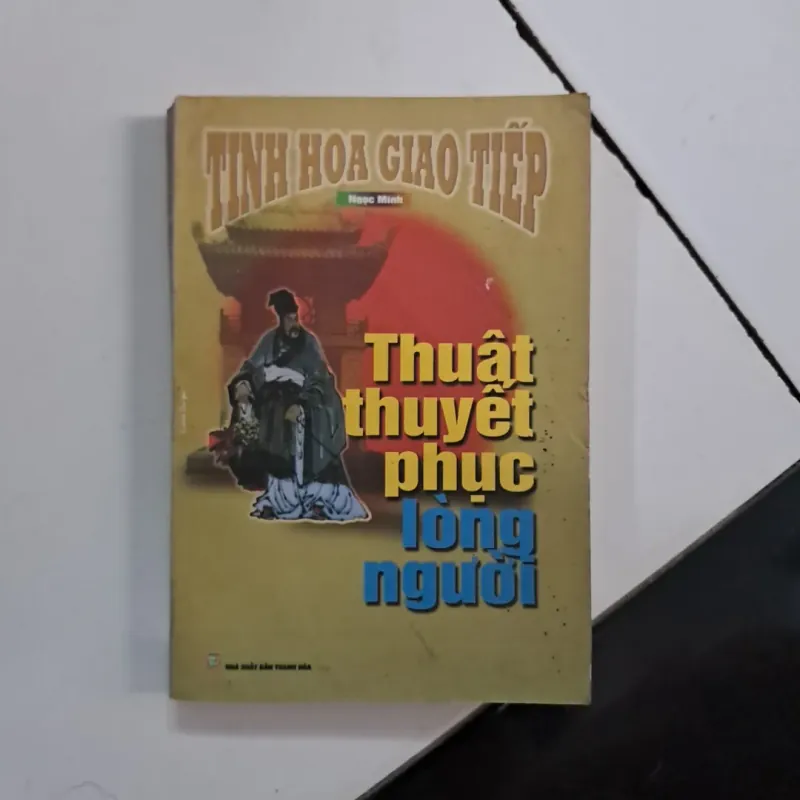 TINH HOA GIAO TIẾP
Ngọc Minh
Thuật
thuyết
phục
lòng
người
NHÀ XUẤT BẢN THANH HÓA